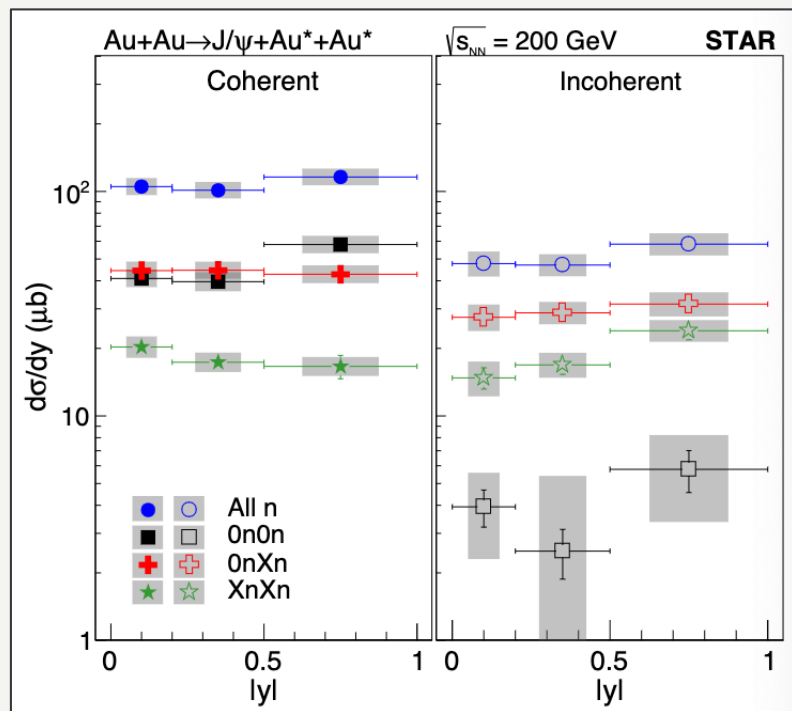 Au+Au→J/ψ+Au*+Au* √s_NN = 200 GeV STAR
Coherent Incoherent
dσ/dy (μb)
10²
10
1
All n
0n0n
0nXn
XnXn
0 0.5 1 0 0.5 1
|y| |y|